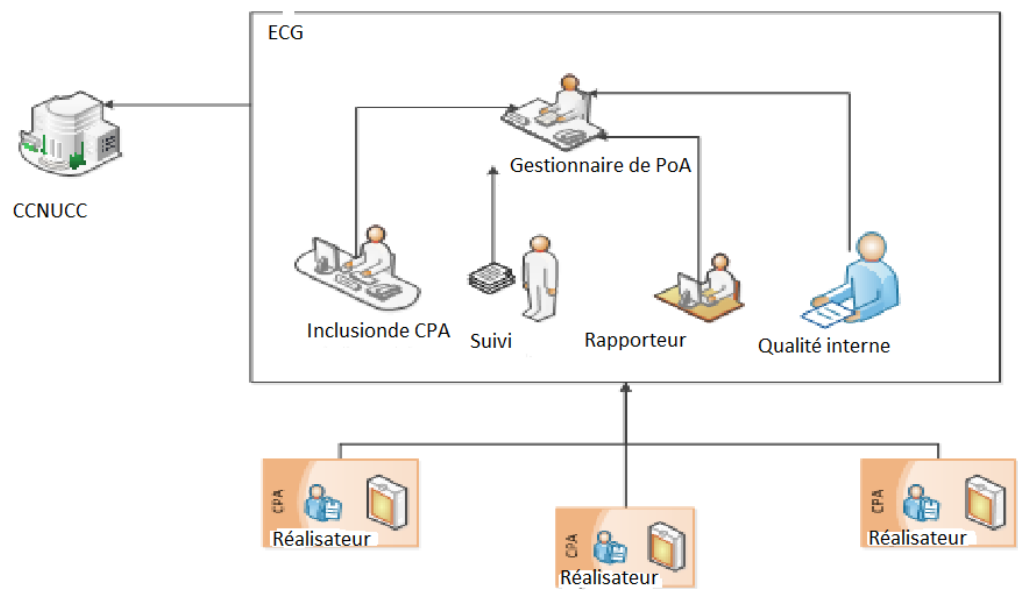 ECG
CCNUCC
Gestionnaire de PoA
Inclusionde CPA
Suivi
Rapporteur
Qualité interne
CPA
Réalisateur
CPA
Réalisateur
CPA
Réalisateur